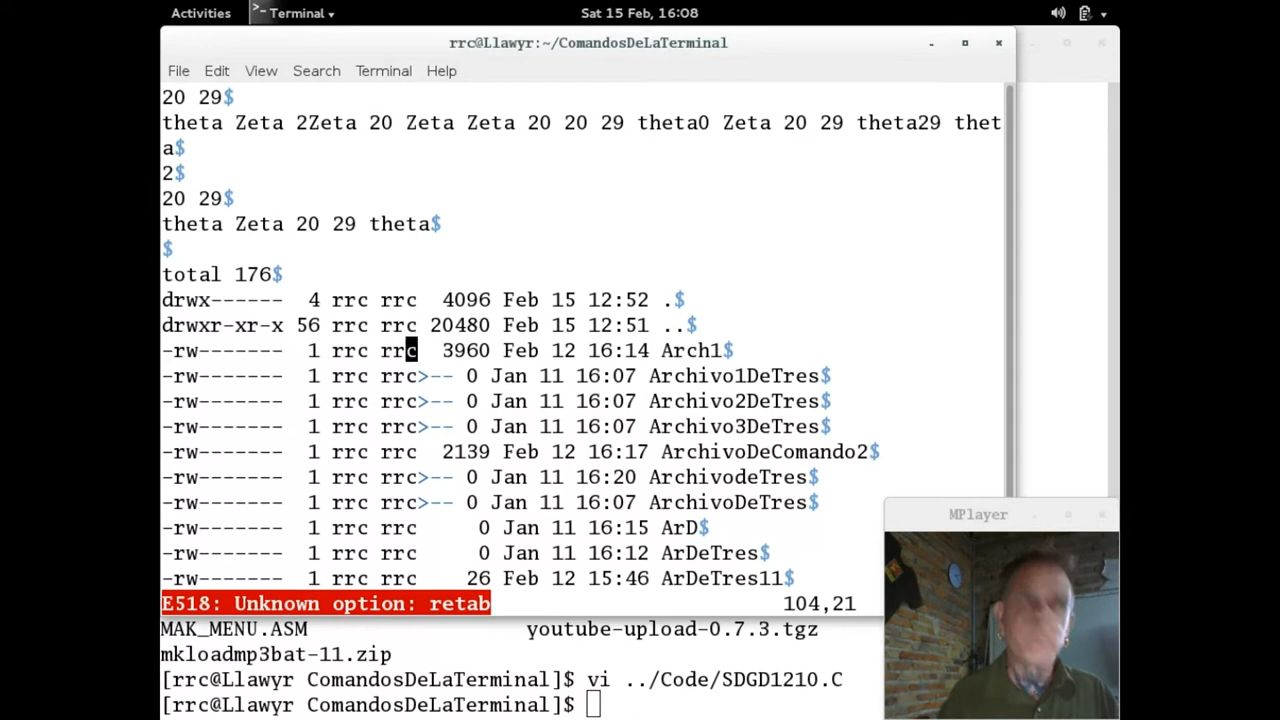 Activities >- Terminal ▾ Sat 15 Feb, 16:08
rrc@Llawyr:~/ComandosDeLaTerminal
File Edit View Search Terminal Help
20 29$
theta Zeta 2Zeta 20 Zeta Zeta 20 20 29 theta0 Zeta 20 29 theta29 thet
a$
2$
20 29$
theta Zeta 20 29 theta$
$
total 176$
drwx------  4 rrc rrc  4096 Feb 15 12:52 .$
drwxr-xr-x 56 rrc rrc 20480 Feb 15 12:51 ..$
-rw-------  1 rrc rrc  3960 Feb 12 16:14 Arch1$
-rw-------  1 rrc rrc>-- 0 Jan 11 16:07 Archivo1DeTres$
-rw-------  1 rrc rrc>-- 0 Jan 11 16:07 Archivo2DeTres$
-rw-------  1 rrc rrc>-- 0 Jan 11 16:07 Archivo3DeTres$
-rw-------  1 rrc rrc  2139 Feb 12 16:17 ArchivoDeComando2$
-rw-------  1 rrc rrc>-- 0 Jan 11 16:20 ArchivodeTres$
-rw-------  1 rrc rrc>-- 0 Jan 11 16:07 ArchivoDeTres$
-rw-------  1 rrc rrc     0 Jan 11 16:15 ArD$
-rw-------  1 rrc rrc     0 Jan 11 16:12 ArDeTres$
-rw-------  1 rrc rrc    26 Feb 12 15:46 ArDeTres11$
E518: Unknown option: retab 104,21
MPlayer
MAK_MENU.ASM youtube-upload-0.7.3.tgz
mkloadmp3bat-11.zip
[rrc@Llawyr ComandosDeLaTerminal]$ vi ../Code/SDGD1210.C
[rrc@Llawyr ComandosDeLaTerminal]$